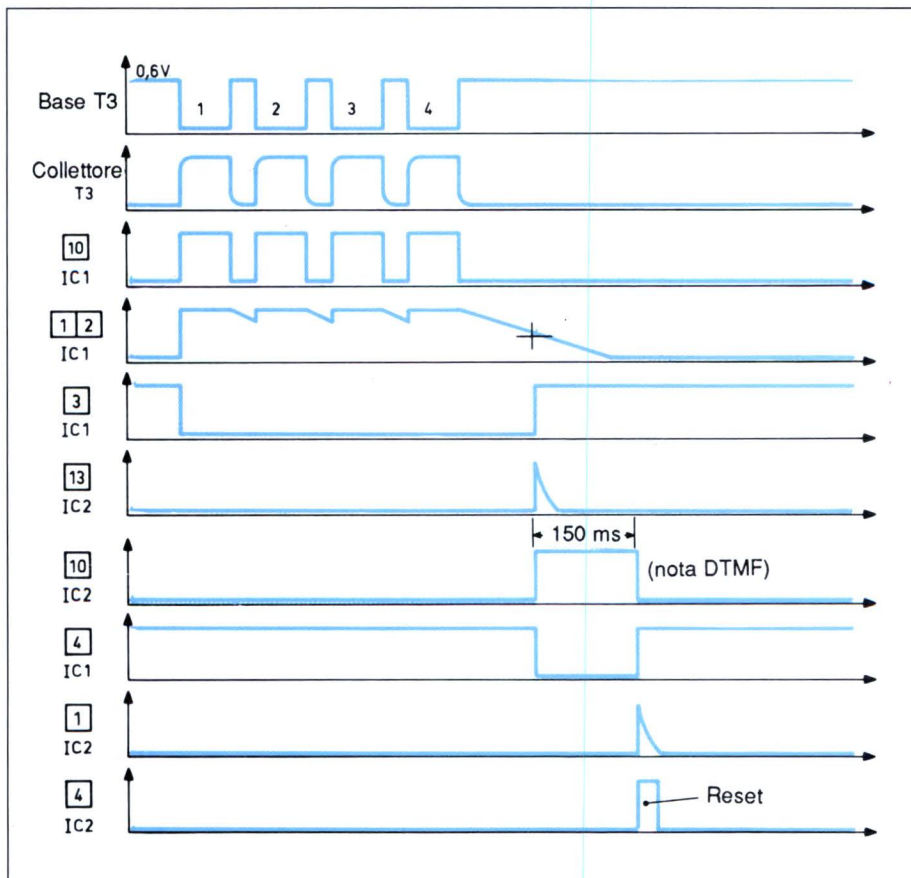 0,6V
Base T3
1 2 3 4
Collettore
T3
10
IC1
1 2
IC1
3
IC1
13
IC2
150 ms
10
IC2
(nota DTMF)
4
IC1
1
IC2
4
IC2
Reset